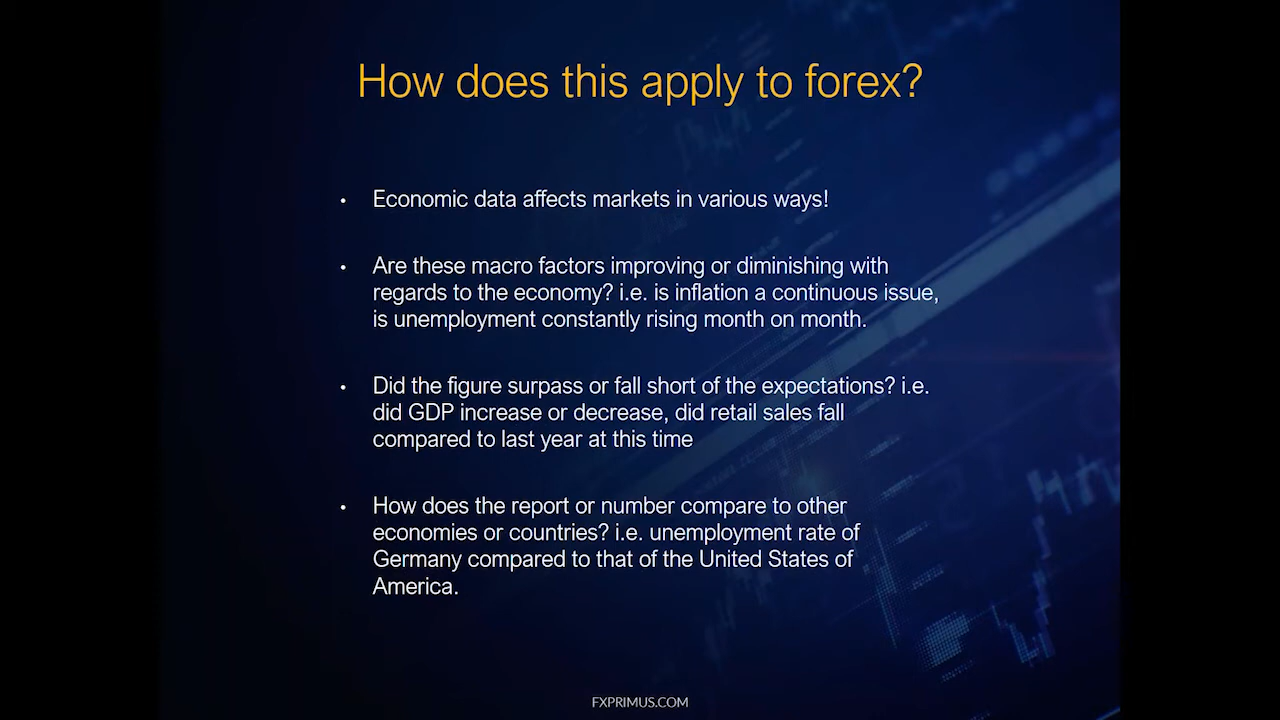 How does this apply to forex?
• Economic data affects markets in various ways!
• Are these macro factors improving or diminishing with
regards to the economy? i.e. is inflation a continuous issue,
is unemployment constantly rising month on month.
• Did the figure surpass or fall short of the expectations? i.e.
did GDP increase or decrease, did retail sales fall
compared to last year at this time
• How does the report or number compare to other
economies or countries? i.e. unemployment rate of
Germany compared to that of the United States of
America.
FXPRIMUS.COM